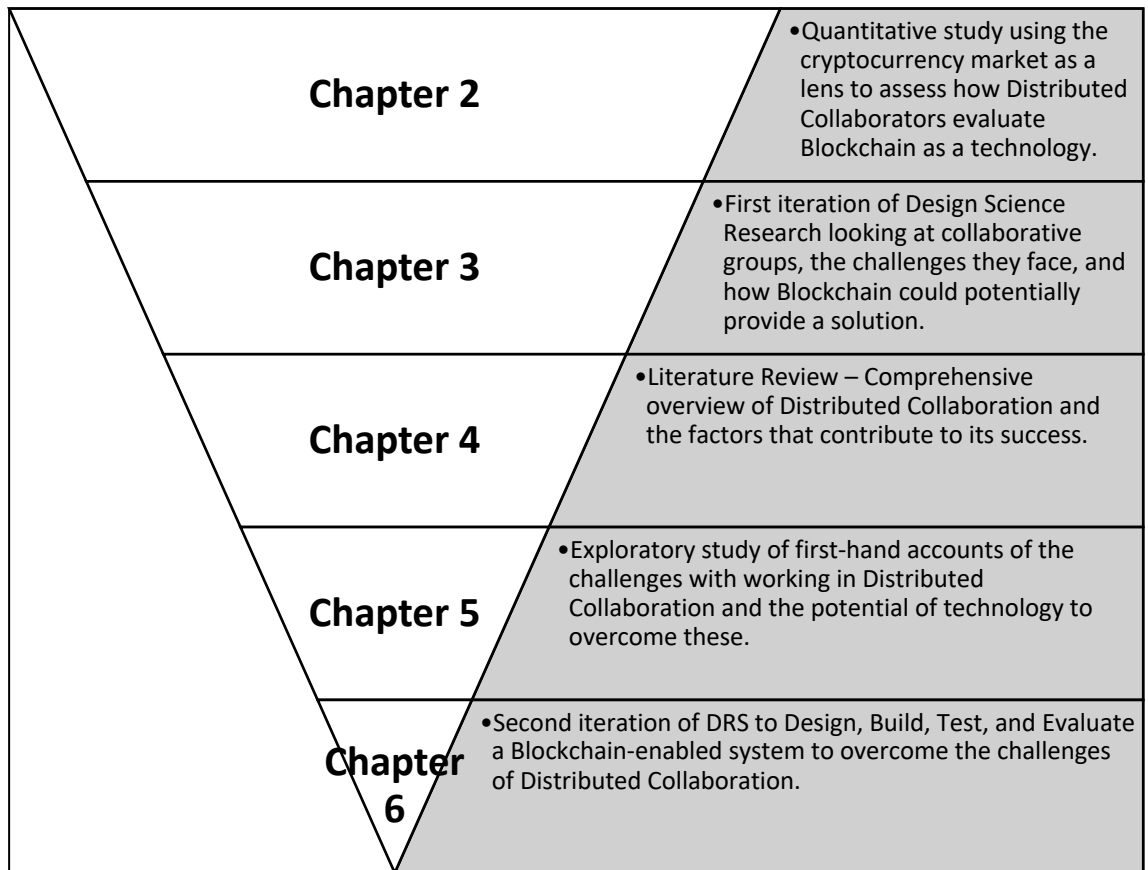 Chapter 2
•Quantitative study using the
cryptocurrency market as a
lens to assess how Distributed
Collaborators evaluate
Blockchain as a technology.
Chapter 3
•First iteration of Design Science
Research looking at collaborative
groups, the challenges they face, and
how Blockchain could potentially
provide a solution.
Chapter 4
•Literature Review – Comprehensive
overview of Distributed Collaboration and
the factors that contribute to its success.
Chapter 5
•Exploratory study of first-hand accounts of the
challenges with working in Distributed
Collaboration and the potential of technology to
overcome these.
Chapter
6
•Second iteration of DRS to Design, Build, Test, and Evaluate
a Blockchain-enabled system to overcome the challenges
of Distributed Collaboration.